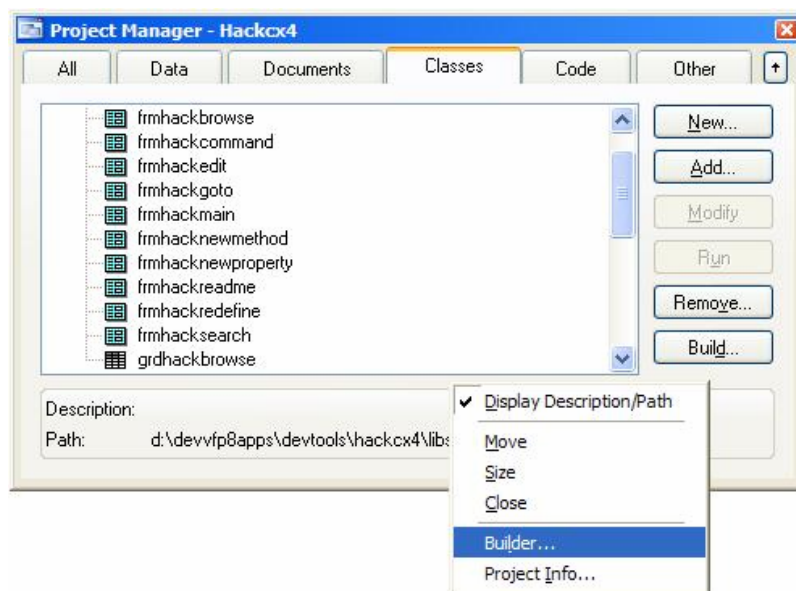 Project Manager - Hackcx4
All Data Documents Classes Code Other
frmhackbrowse
frmhackcommand
frmhackedit
frmhackgoto
frmhackmain
frmhacknewmethod
frmhacknewproperty
frmhackreadme
frmhackredefine
frmhacksearch
grdhackbrowse
New...
Add...
Modify
Run
Remove...
Build...
Description:
Path: d:\devvfp8apps\devtools\hackcx4\libs
Display Description/Path
Move
Size
Close
Builder...
Project Info...